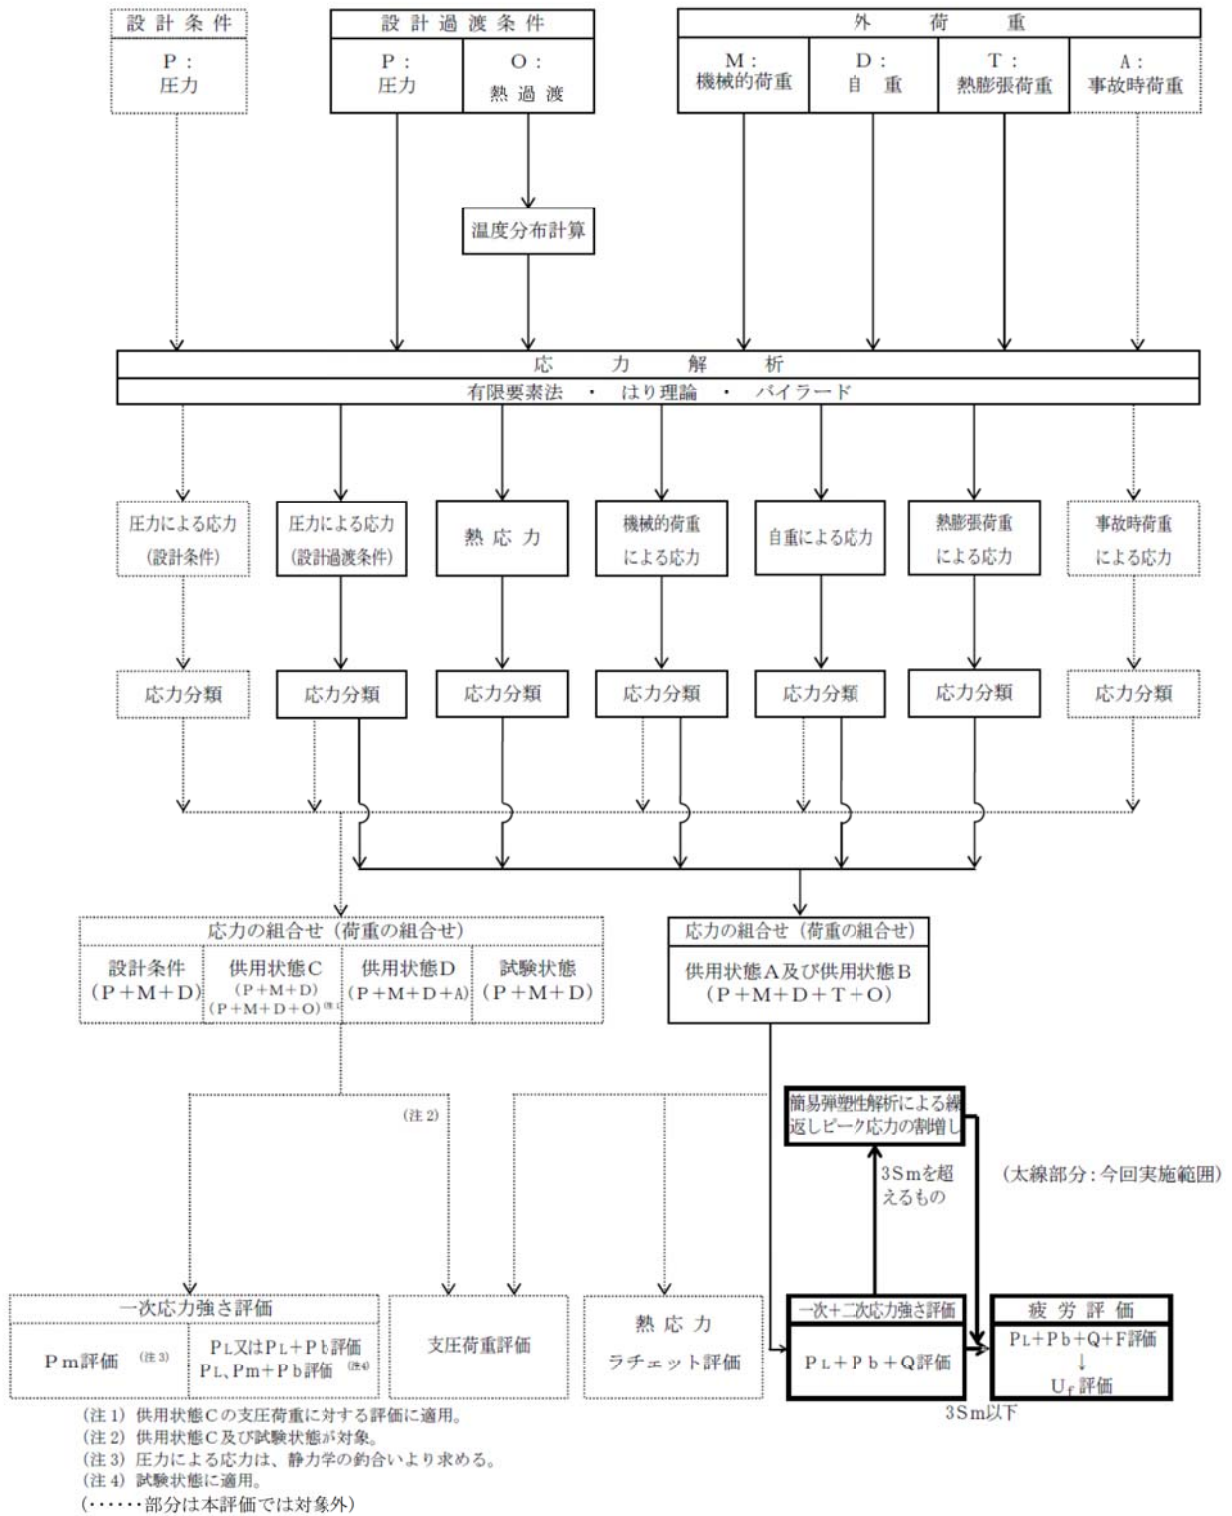 設計条件
P:
圧力
設計過渡条件
P:
圧力
O:
熱過渡
外荷重
M:
機械的荷重
D:
自重
T:
熱膨張荷重
A:
事故時荷重
温度分布計算
応力解析
有限要素法 ・ はり理論 ・ バイラード
圧力による応力
(設計条件)
圧力による応力
(設計過渡条件)
熱応力
機械的荷重
による応力
自重による応力
熱膨張荷重
による応力
事故時荷重
による応力
応力分類
応力分類
応力分類
応力分類
応力分類
応力分類
応力分類
応力の組合せ(荷重の組合せ)
設計条件
(P+M+D)
供用状態C
(P+M+D)
(P+M+D+O)(注1)
供用状態D
(P+M+D+A)
試験状態
(P+M+D)
応力の組合せ(荷重の組合せ)
供用状態A及び供用状態B
(P+M+D+T+O)
(注2)
簡易弾塑性解析による繰
返しピーク応力の割増し
3Smを超
えるもの
(太線部分:今回実施範囲)
一次応力強さ評価
Pm評価 (注3)
PL又はPL+Pb評価
PL、Pm+Pb評価 (注4)
支圧荷重評価
熱応力
ラチェット評価
一次+二次応力強さ評価
PL+Pb+Q評価
疲労評価
PL+Pb+Q+F評価
↓
Uf評価
3Sm以下
(注1) 供用状態Cの支圧荷重に対する評価に適用。
(注2) 供用状態C及び試験状態が対象。
(注3) 圧力による応力は、静力学の釣合いより求める。
(注4) 試験状態に適用。
(‥‥‥部分は本評価では対象外)